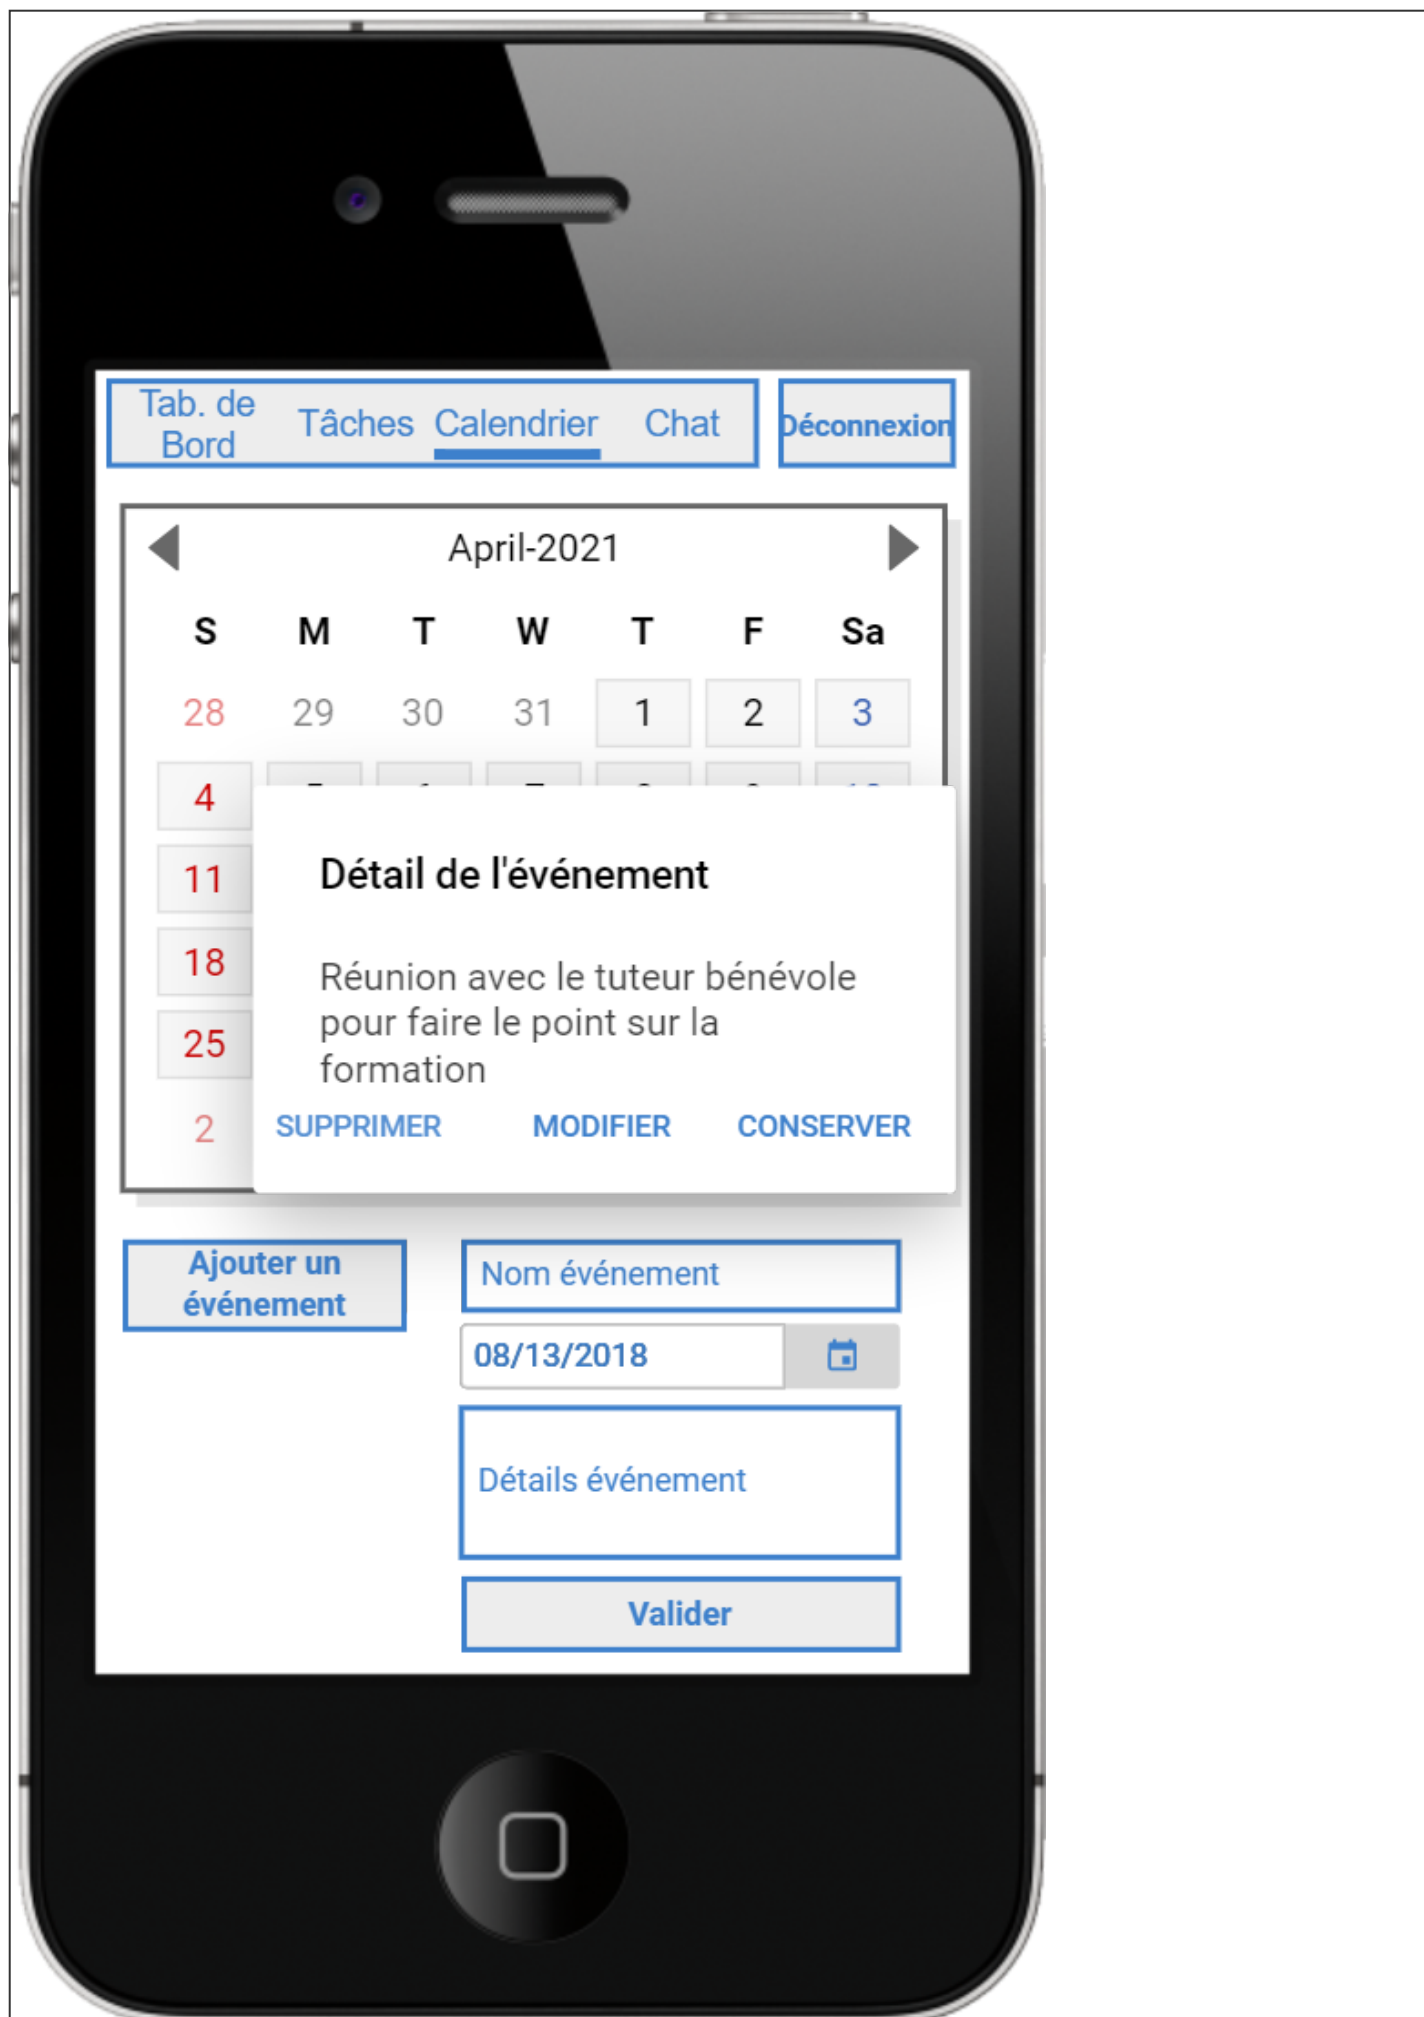 Tab. de
Bord
Tâches
Calendrier
Chat
Déconnexion
April-2021
S M T W T F Sa
28 29 30 31 1 2 3
4
11
18
25
2
Détail de l'événement
Réunion avec le tuteur bénévole
pour faire le point sur la
formation
SUPPRIMER MODIFIER CONSERVER
Ajouter un
événement
Nom événement
08/13/2018
Détails événement
Valider